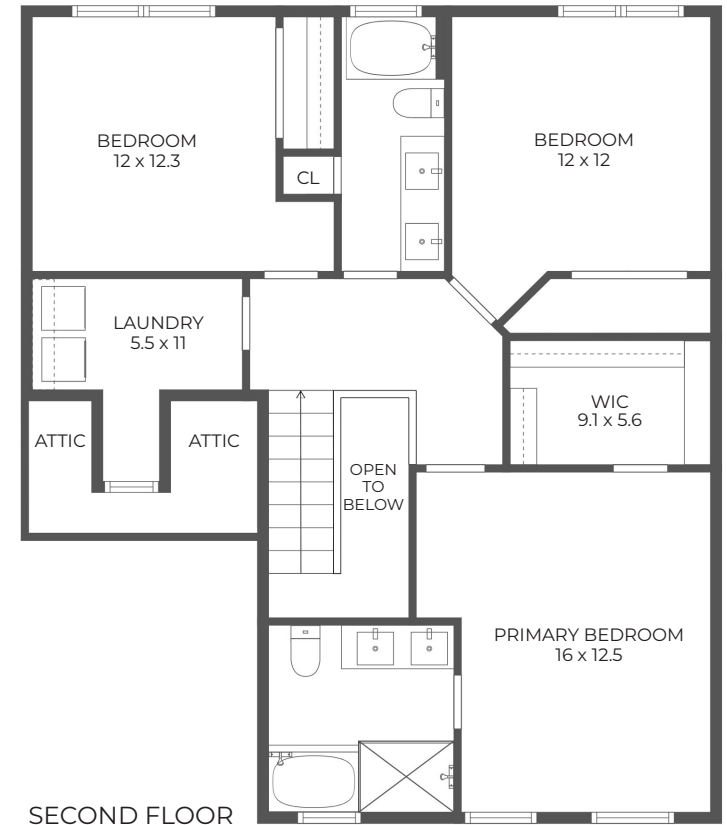 BEDROOM
12 x 12.3
CL
BEDROOM
12 x 12
LAUNDRY
5.5 x 11
WIC
9.1 x 5.6
ATTIC
ATTIC
OPEN
TO
BELOW
PRIMARY BEDROOM
16 x 12.5
SECOND FLOOR